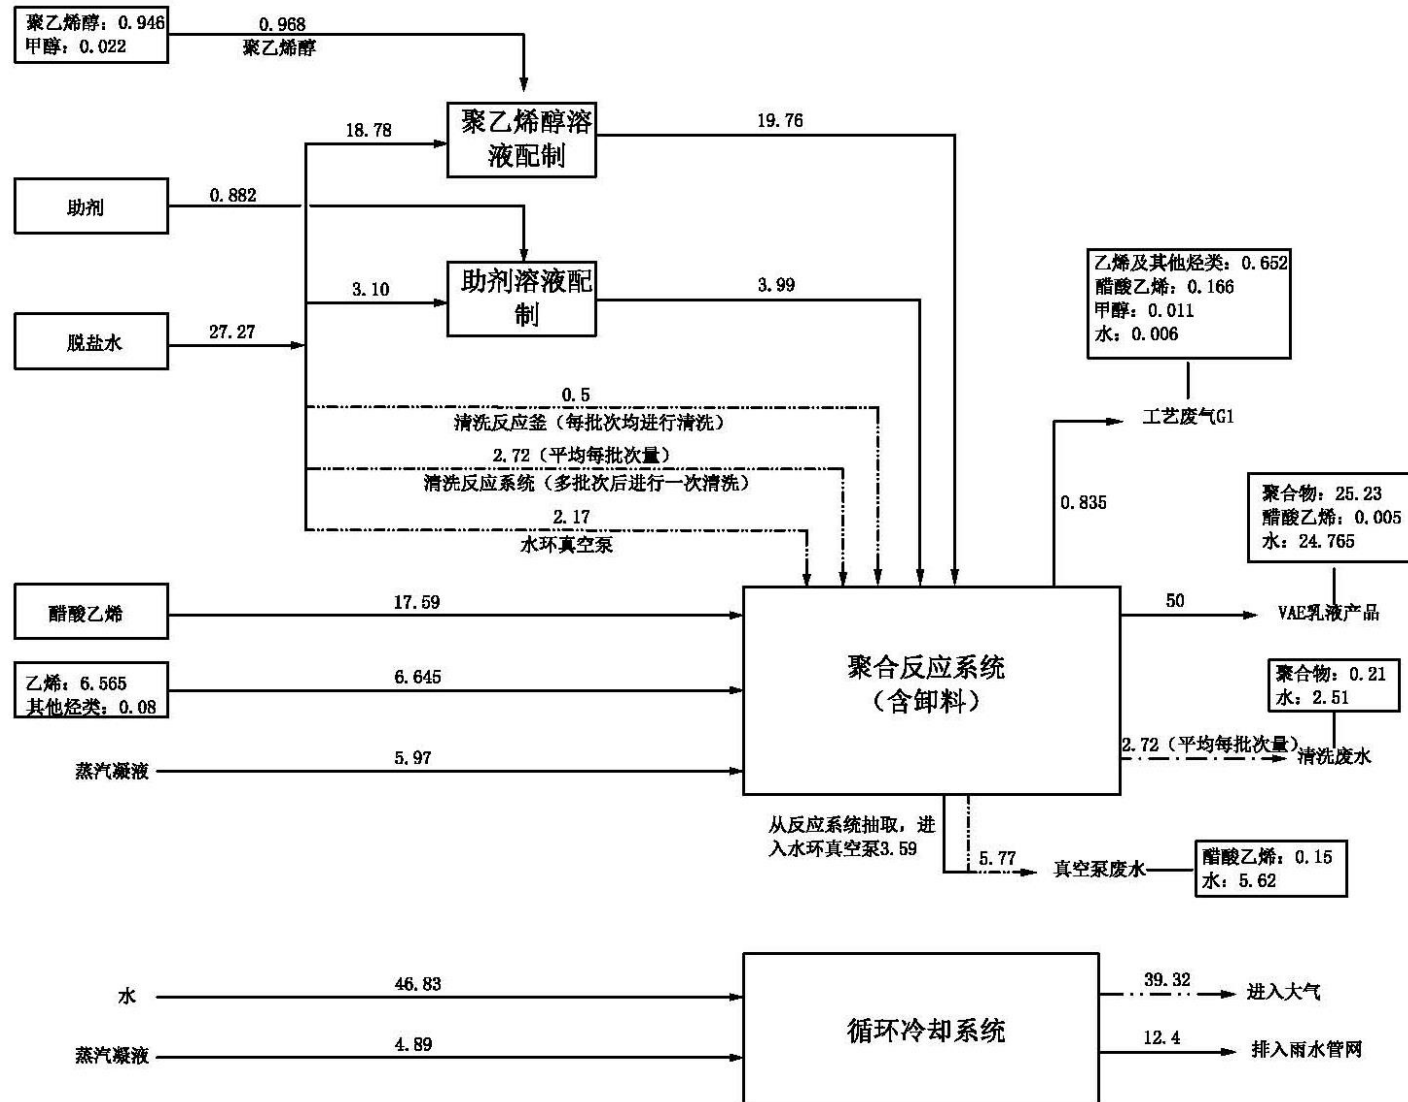 聚乙烯醇：0.946
甲醇：0.022
0.968
聚乙烯醇
18.78
聚乙烯醇溶
液配制
19.76
助剂
0.882
3.10
助剂溶液配
制
3.99
脱盐水
27.27
乙烯及其他烃类：0.652
醋酸乙烯：0.166
甲醇：0.011
水：0.006
工艺废气G1
0.835
0.5
清洗反应釜（每批次均进行清洗）
2.72（平均每批次量）
清洗反应系统（多批次后进行一次清洗）
2.17
水环真空泵
聚合物：25.23
醋酸乙烯：0.005
水：24.765
醋酸乙烯
17.59
50
VAE乳液产品
乙烯：6.565
其他烃类：0.08
6.645
聚合反应系统
（含卸料）
聚合物：0.21
水：2.51
2.72（平均每批次量）
清洗废水
蒸汽凝液
5.97
从反应系统抽取，进
入水环真空泵3.59
5.77
真空泵废水
醋酸乙烯：0.15
水：5.62
水
46.83
39.32
进入大气
循环冷却系统
蒸汽凝液
4.89
12.4
排入雨水管网